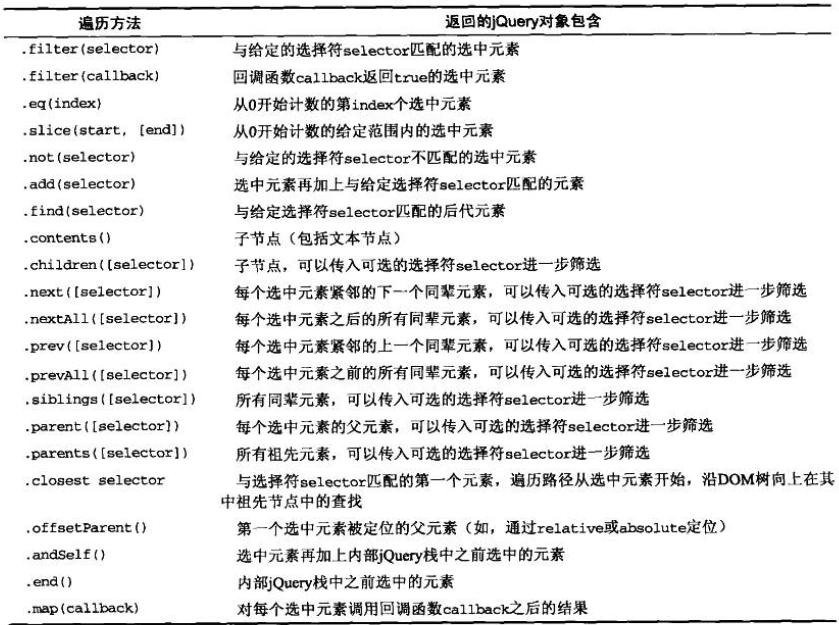 遍历方法 返回的jQuery对象包含
.filter(selector) 与给定的选择符selector匹配的选中元素
.filter(callback) 回调函数callback返回true的选中元素
.eq(index) 从0开始计数的第index个选中元素
.slice(start, [end]) 从0开始计数的给定范围内的选中元素
.not(selector) 与给定的选择符selector不匹配的选中元素
.add(selector) 选中元素再加上与给定选择符selector匹配的元素
.find(selector) 与给定选择符selector匹配的后代元素
.contents() 子节点（包括文本节点）
.children([selector]) 子节点，可以传入可选的选择符selector进一步筛选
.next([selector]) 每个选中元素紧邻的下一个同辈元素，可以传入可选的选择符selector进一步筛选
.nextAll([selector]) 每个选中元素之后的所有同辈元素，可以传入可选的选择符selector进一步筛选
.prev([selector]) 每个选中元素紧邻的上一个同辈元素，可以传入可选的选择符selector进一步筛选
.prevAll([selector]) 每个选中元素之前的所有同辈元素，可以传入可选的选择符selector进一步筛选
.siblings([selector]) 所有同辈元素，可以传入可选的选择符selector进一步筛选
.parent([selector]) 每个选中元素的父元素，可以传入可选的选择符selector进一步筛选
.parents([selector]) 所有祖先元素，可以传入可选的选择符selector进一步筛选
.closest selector 与选择符selector匹配的第一个元素，遍历路径从选中元素开始，沿DOM树向上在其
中祖先节点中的查找
.offsetParent() 第一个选中元素被定位的父元素（如，通过relative或absolute定位）
.andSelf() 选中元素再加上内部jQuery栈中之前选中的元素
.end() 内部jQuery栈中之前选中的元素
.map(callback) 对每个选中元素调用回调函数callback之后的结果